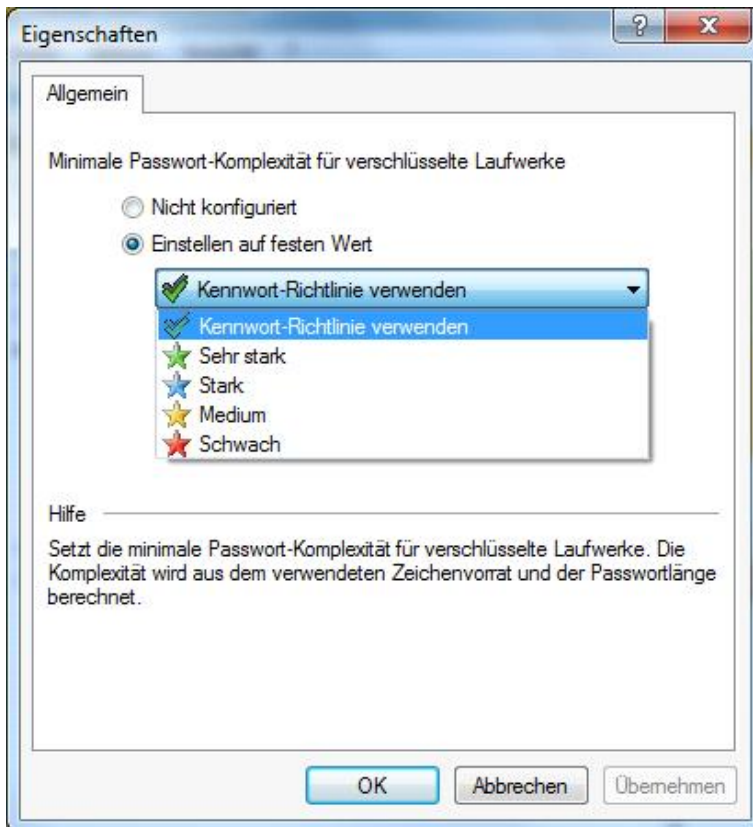 Eigenschaften
Allgemein
Minimale Passwort-Komplexität für verschlüsselte Laufwerke
Nicht konfiguriert
Einstellen auf festen Wert
Kennwort-Richtlinie verwenden
Kennwort-Richtlinie verwenden
Sehr stark
Stark
Medium
Schwach
Hilfe
Setzt die minimale Passwort-Komplexität für verschlüsselte Laufwerke. Die
Komplexität wird aus dem verwendeten Zeichenvorrat und der Passwortlänge
berechnet.
OK Abbrechen Übernehmen